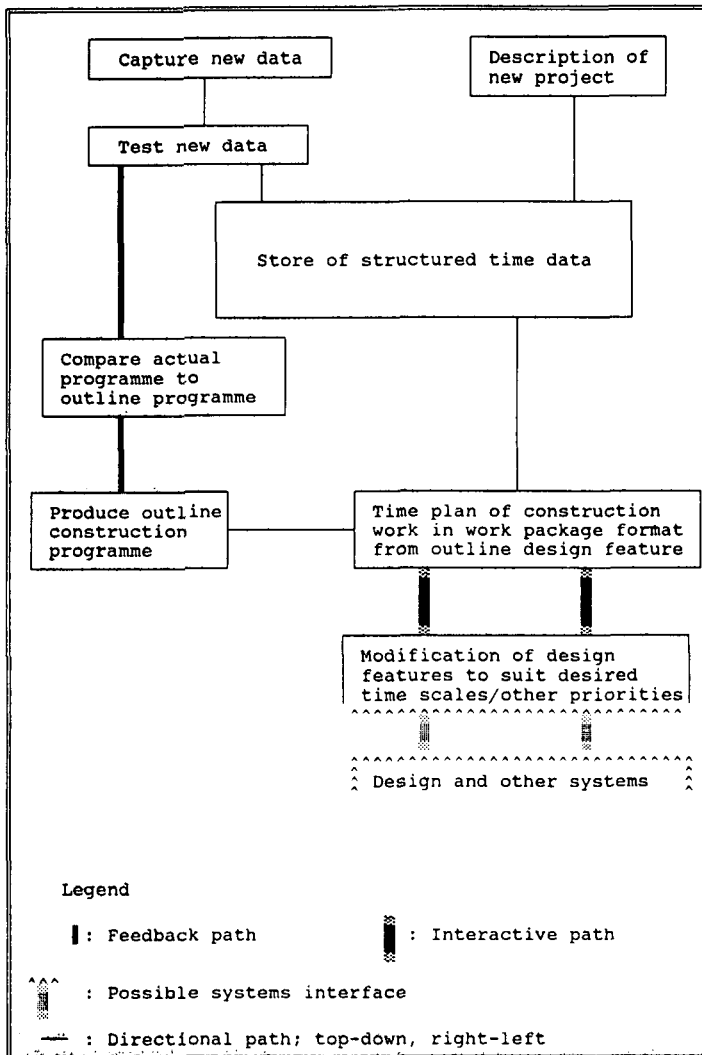 Capture new data
Description of
new project
Test new data
Store of structured time data
Compare actual
programme to
outline programme
Produce outline
construction
programme
Time plan of construction
work in work package format
from outline design feature
Modification of design
features to suit desired
time scales/other priorities
Design and other systems
Legend
: Feedback path
: Interactive path
: Possible systems interface
: Directional path; top-down, right-left